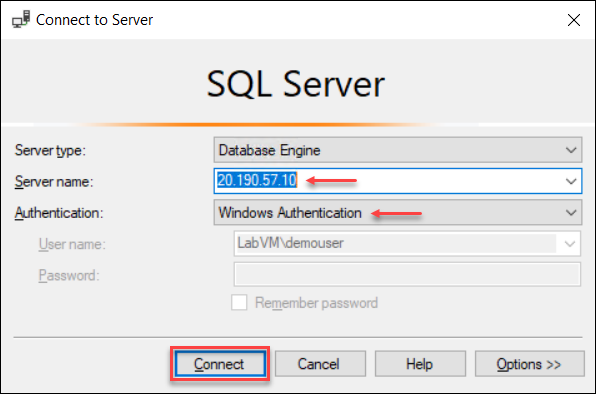 Connect to Server
SQL Server
Server type: Database Engine
Server name: 20.190.57.10
Authentication: Windows Authentication
User name: LabVM\demouser
Password:
Remember password
Connect Cancel Help Options >>